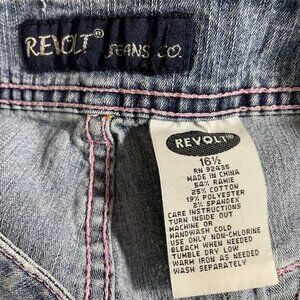 REVOLT® JEANS CO.
REVOLT®
16½
RN 92435
MADE IN CHINA
54% RAMIE
25% COTTON
19% POLYESTER
2% SPANDEX
CARE INSTRUCTIONS
TURN INSIDE OUT
MACHINE OR
HANDWASH COLD
USE ONLY NON-CHLORINE
BLEACH WHEN NEEDED
TUMBLE DRY LOW
WARM IRON AS NEEDED
WASH SEPARATELY